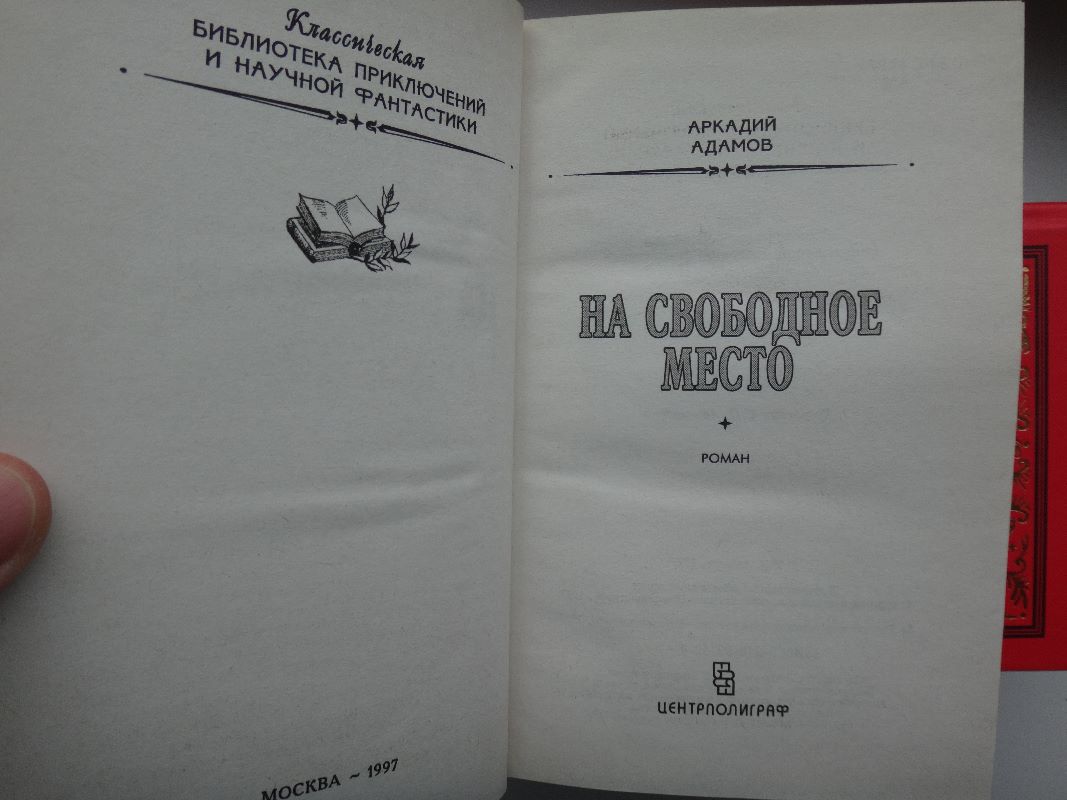 Классическая
БИБЛИОТЕКА ПРИКЛЮЧЕНИЙ
И НАУЧНОЙ ФАНТАСТИКИ
МОСКВА ~ 1997
АРКАДИЙ
АДАМОВ
НА СВОБОДНОЕ
МЕСТО
РОМАН
ЦЕНТРПОЛИГРАФ